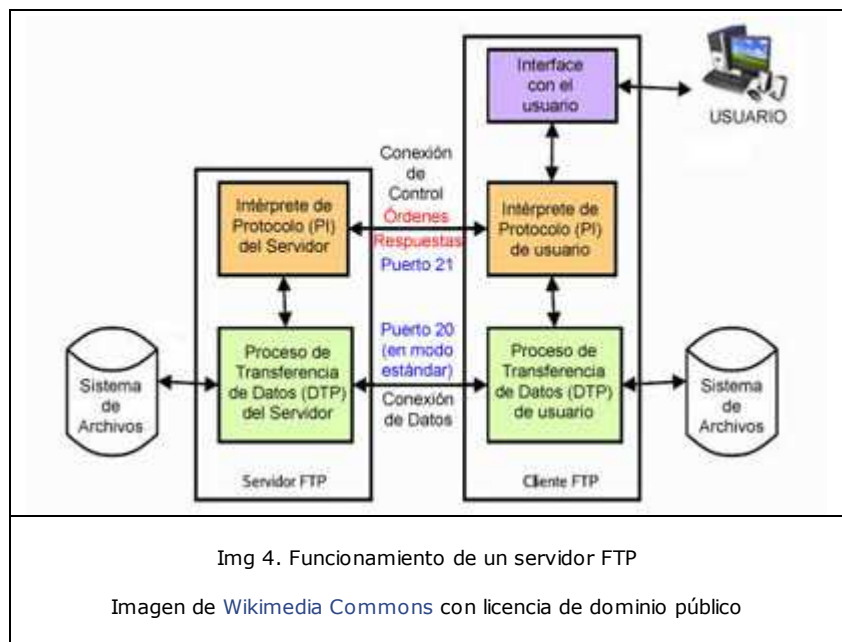 Interface
con el
usuario
USUARIO
Conexión
de
Control
Órdenes
Respuestas
Puerto 21
Intérprete de
Protocolo (PI)
del Servidor
Intérprete de
Protocolo (PI)
de usuario
Sistema
de
Archivos
Proceso de
Transferencia
de Datos (DTP)
del Servidor
Puerto 20
(en modo
estándar)
Conexión
de Datos
Proceso de
Transferencia
de Datos (DTP)
de usuario
Sistema
de
Archivos
Servidor FTP
Cliente FTP
Img 4. Funcionamiento de un servidor FTP
Imagen de Wikimedia Commons con licencia de dominio público